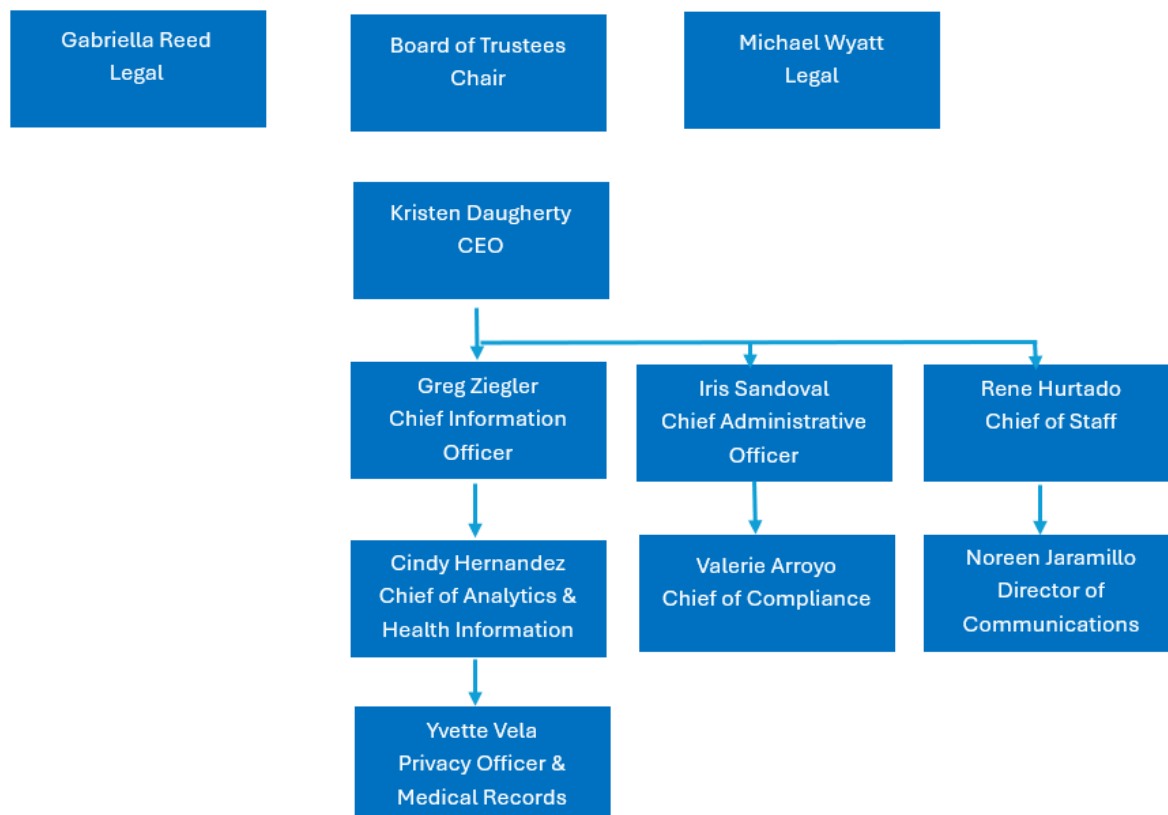 Gabriella Reed
Legal
Board of Trustees
Chair
Michael Wyatt
Legal
Kristen Daugherty
CEO
Greg Ziegler
Chief Information
Officer
Iris Sandoval
Chief Administrative
Officer
Rene Hurtado
Chief of Staff
Cindy Hernandez
Chief of Analytics &
Health Information
Valerie Arroyo
Chief of Compliance
Noreen Jaramillo
Director of
Communications
Yvette Vela
Privacy Officer &
Medical Records